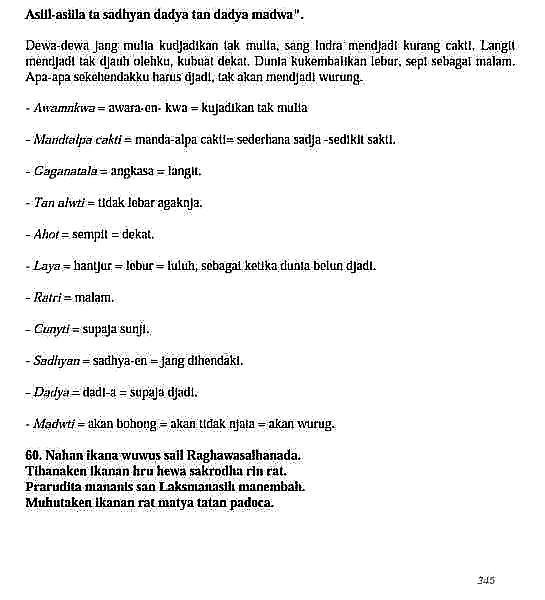 Asiil-asiila ta sadhyan dadya tan dadya madwa".
Dewa-dewa jang mulia kudjadikan tak mulia, sang Indra mendjadi kurang cakti. Langit
mendjadi tak djauh olehku, kubuat dekat. Dunia kukembalikan lebur, sepi sebagai malam.
Apa-apa sekehendakku harus djadi, tak akan mendjadi wurung.
- Awamnkwa = awara-en- kwa = kujadikan tak mulia
- Mandtalpa cakti = manda-alpa cakti= sederhana sadja -sedikit sakti.
- Gaganatala = angkasa = langit.
- Tan alwti = tidak lebar agaknja.
- Ahot = sempit = dekat.
- Laya = hantjur = lebur = luluh, sebagai ketika dunia belun djadi.
- Ratri = malam.
- Cunyti = supaja sunji.
- Sadhyan = sadhya-en = jang dihendaki.
- Dadya = dadi-a = supaja djadi.
- Madwti = akan bohong = akan tidak njata = akan wurug.
60. Nahan ikana wuwus sail Raghawasalhanada.
Tihanaken ikanan hru hewa sakrodha rin rat.
Prarudita mananis san Laksmanasih manembah.
Muhutaken ikanan rat matya tatan padoca.
345